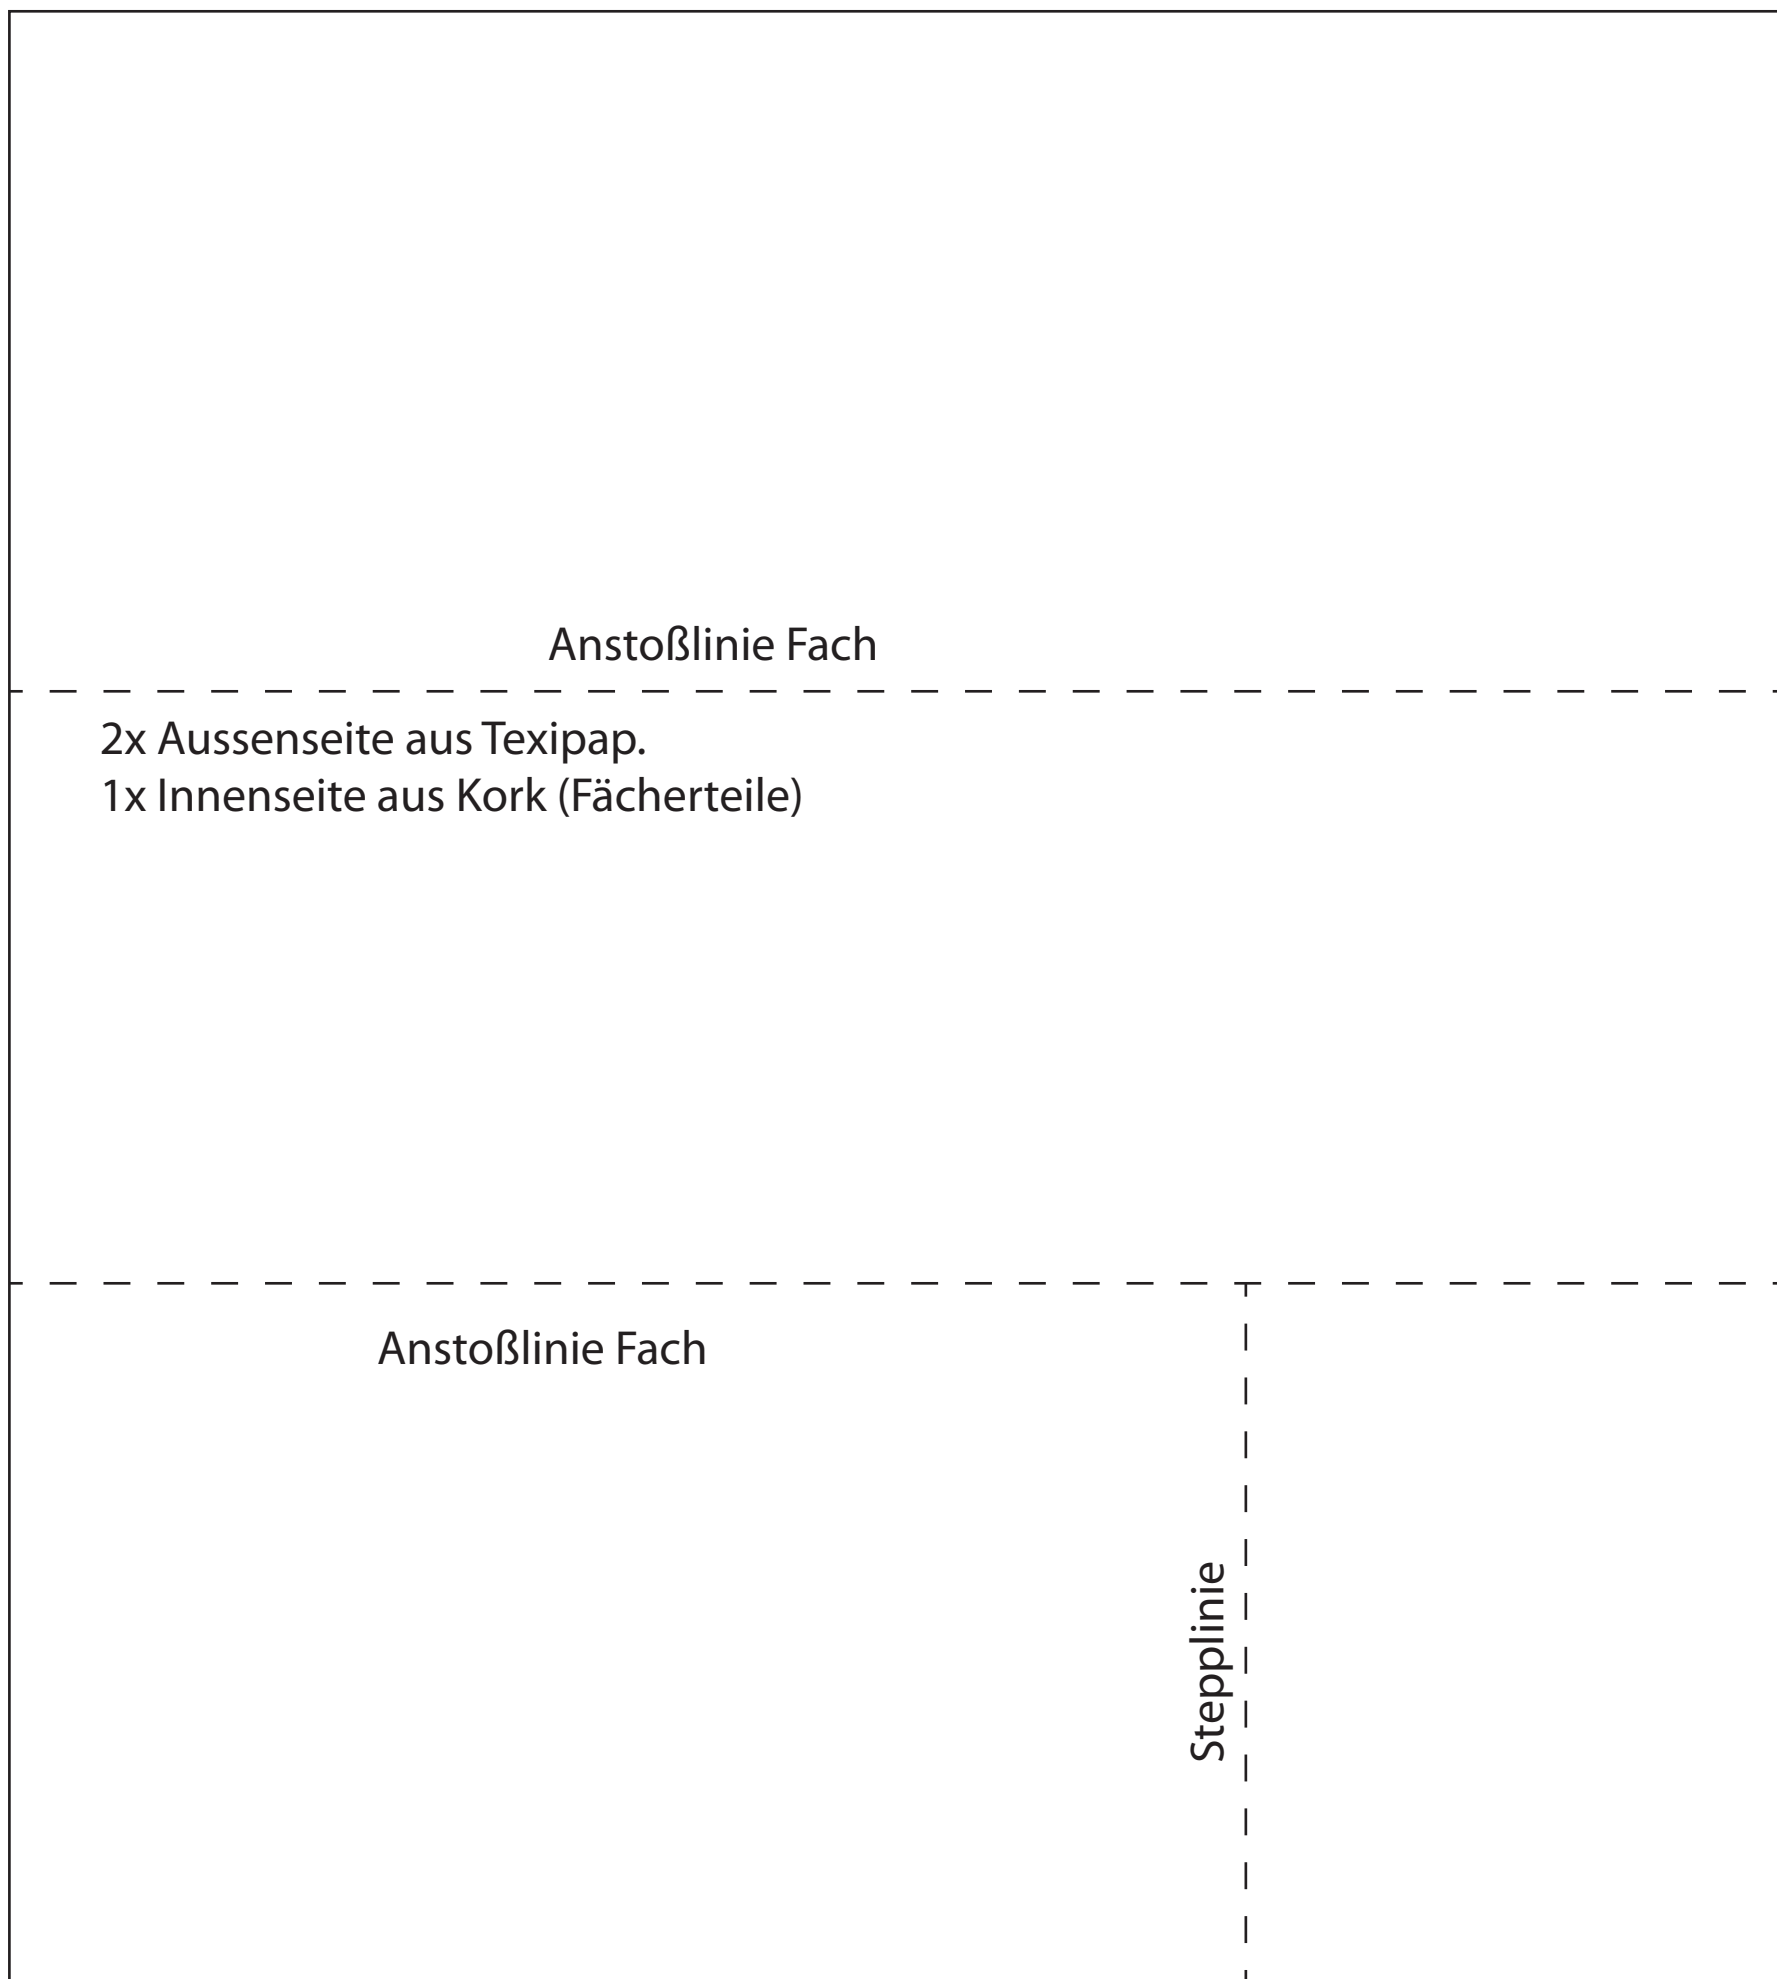 Anstoßlinie Fach
2x Aussenseite aus Texipap.
1x Innenseite aus Kork (Fächerteile)
Anstoßlinie Fach
Stepplinie